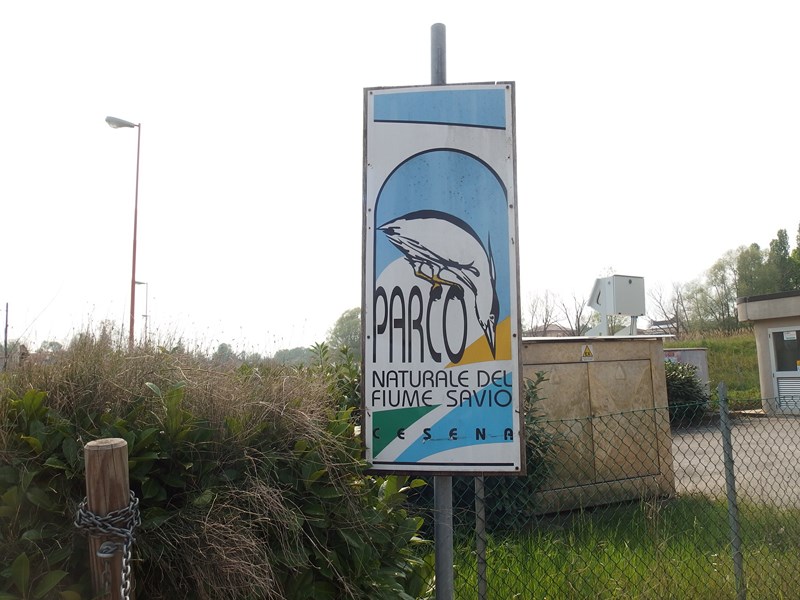 PARCO
NATURALE DEL
FIUME SAVIO
CESENA